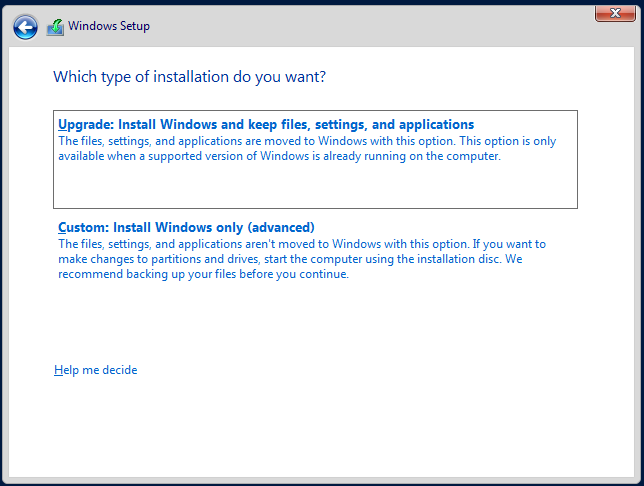 Windows Setup
Which type of installation do you want?
Upgrade: Install Windows and keep files, settings, and applications
The files, settings, and applications are moved to Windows with this option. This option is only
available when a supported version of Windows is already running on the computer.
Custom: Install Windows only (advanced)
The files, settings, and applications aren't moved to Windows with this option. If you want to
make changes to partitions and drives, start the computer using the installation disc. We
recommend backing up your files before you continue.
Help me decide